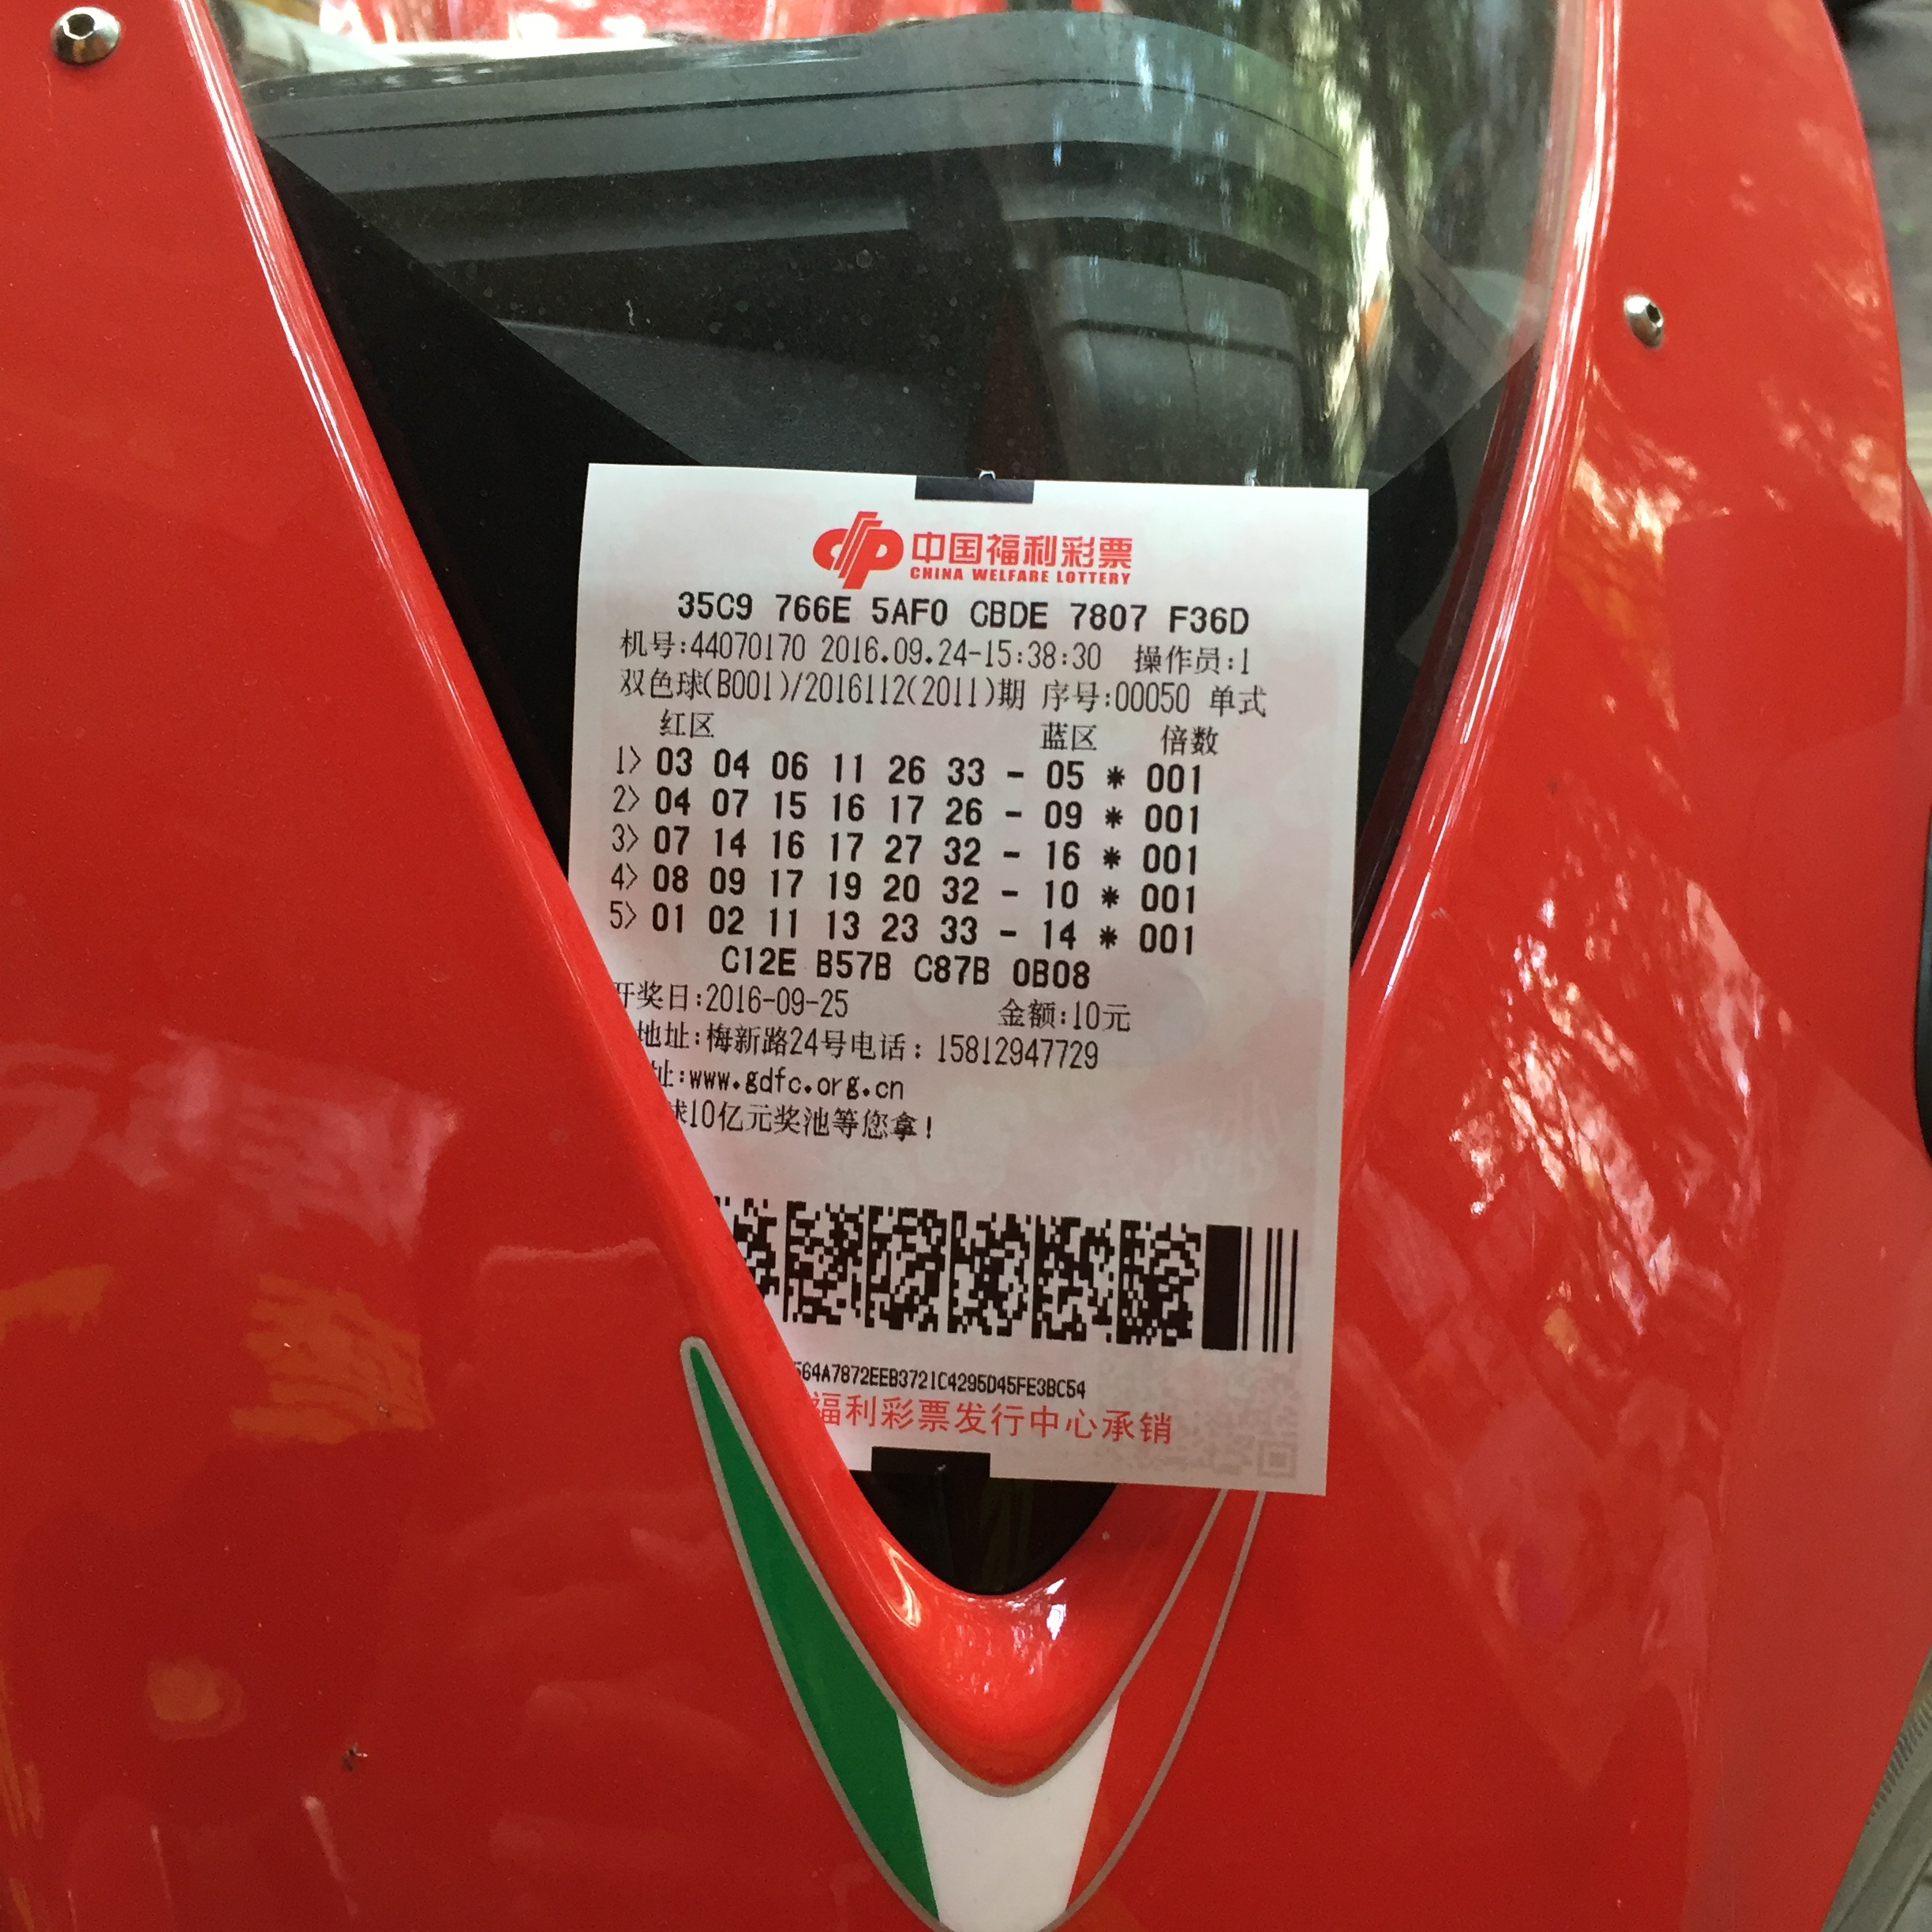 中国福利彩票
CHINA WELFARE LOTTERY
35C9 766E 5AF0 CBDE 7807 F36D
机号:44070170 2016.09.24-15:38:30 操作员:1
双色球(B001)/2016112(2011)期 序号:00050 单式
红区 蓝区 倍数
1> 03 04 06 11 26 33 - 05 * 001
2> 04 07 15 16 17 26 - 09 * 001
3> 07 14 16 17 27 32 - 16 * 001
4> 08 09 17 19 20 32 - 10 * 001
5> 01 02 11 13 23 33 - 14 * 001
C12E B57B C87B 0B08
开奖日:2016-09-25 金额:10元
地址:梅新路24号电话:15812947729
址:www.gdfc.org.cn
球10亿元奖池等您拿!
564A7872EEB3721C4295D45FE3BC54
福利彩票发行中心承销